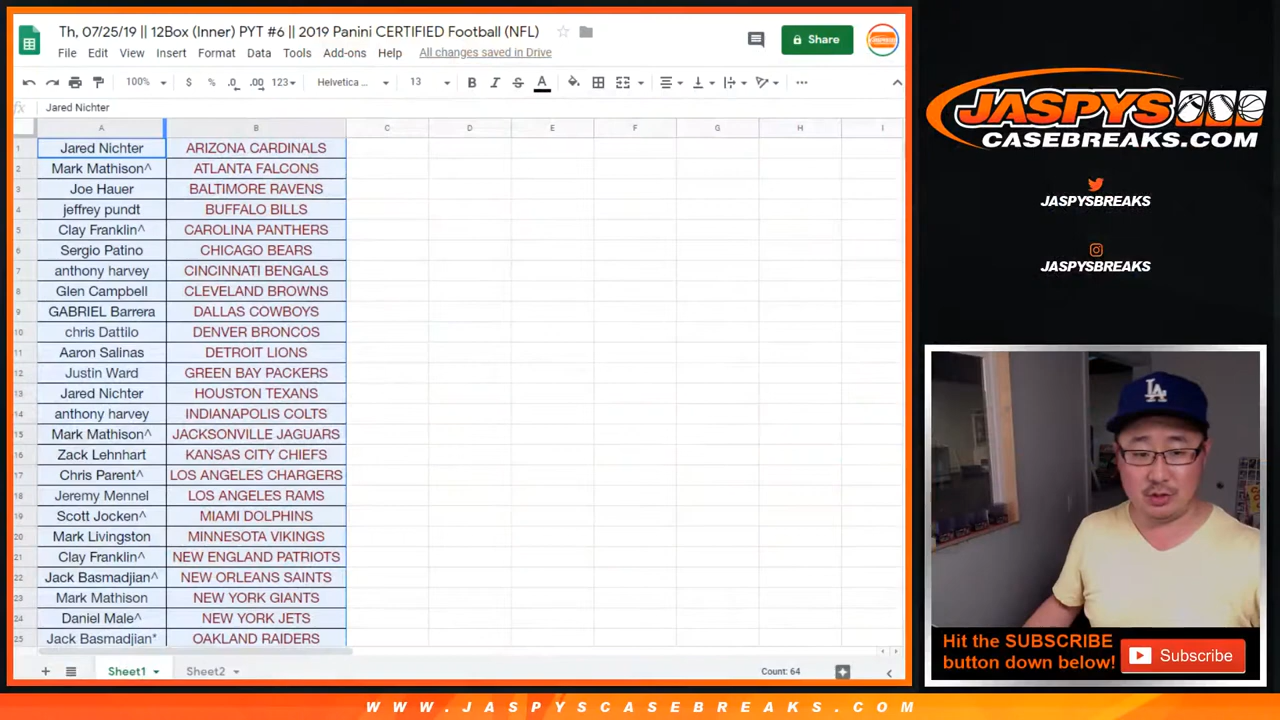 Th, 07/25/19 || 12Box (Inner) PYT #6 || 2019 Panini CERTIFIED Football (NFL)
File Edit View Insert Format Data Tools Add-ons Help All changes saved in Drive
Share
100% $ % .0 .00 123 Helvetica ... 13 B I S A
fx Jared Nichter
A B C D E F G H I
1 Jared Nichter ARIZONA CARDINALS
2 Mark Mathison^ ATLANTA FALCONS
3 Joe Hauer BALTIMORE RAVENS
4 jeffrey pundt BUFFALO BILLS
5 Clay Franklin^ CAROLINA PANTHERS
6 Sergio Patino CHICAGO BEARS
7 anthony harvey CINCINNATI BENGALS
8 Glen Campbell CLEVELAND BROWNS
9 GABRIEL Barrera DALLAS COWBOYS
10 chris Dattilo DENVER BRONCOS
11 Aaron Salinas DETROIT LIONS
12 Justin Ward GREEN BAY PACKERS
13 Jared Nichter HOUSTON TEXANS
14 anthony harvey INDIANAPOLIS COLTS
15 Mark Mathison^ JACKSONVILLE JAGUARS
16 Zack Lehnhart KANSAS CITY CHIEFS
17 Chris Parent^ LOS ANGELES CHARGERS
18 Jeremy Mennel LOS ANGELES RAMS
19 Scott Jocken^ MIAMI DOLPHINS
20 Mark Livingston MINNESOTA VIKINGS
21 Clay Franklin^ NEW ENGLAND PATRIOTS
22 Jack Basmadjian^ NEW ORLEANS SAINTS
23 Mark Mathison NEW YORK GIANTS
24 Daniel Male^ NEW YORK JETS
25 Jack Basmadjian* OAKLAND RAIDERS
Sheet1 Sheet2 Count: 64
JASPYS
CASEBREAKS.COM
JASPYSBREAKS
JASPYSBREAKS
LA
Hit the SUBSCRIBE
button down below!
Subscribe
WWW.JASPYSCASEBREAKS.COM